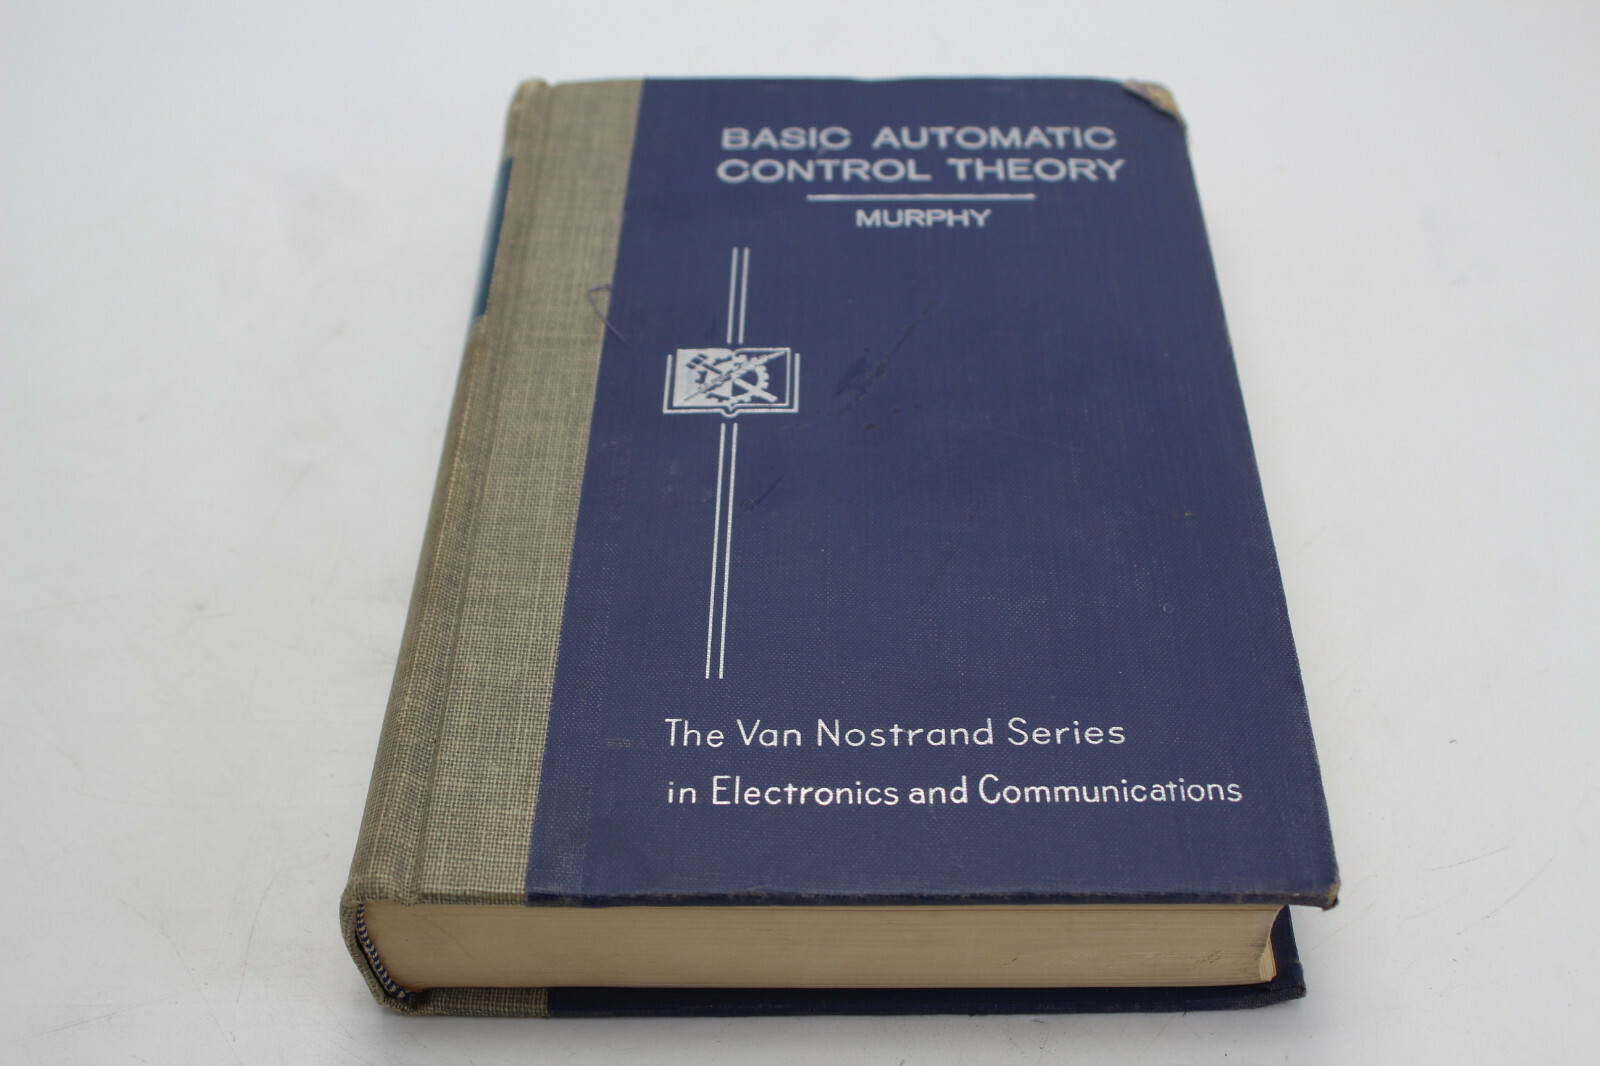 BASIC AUTOMATIC
CONTROL THEORY
MURPHY
The Van Nostrand Series
in Electronics and Communications